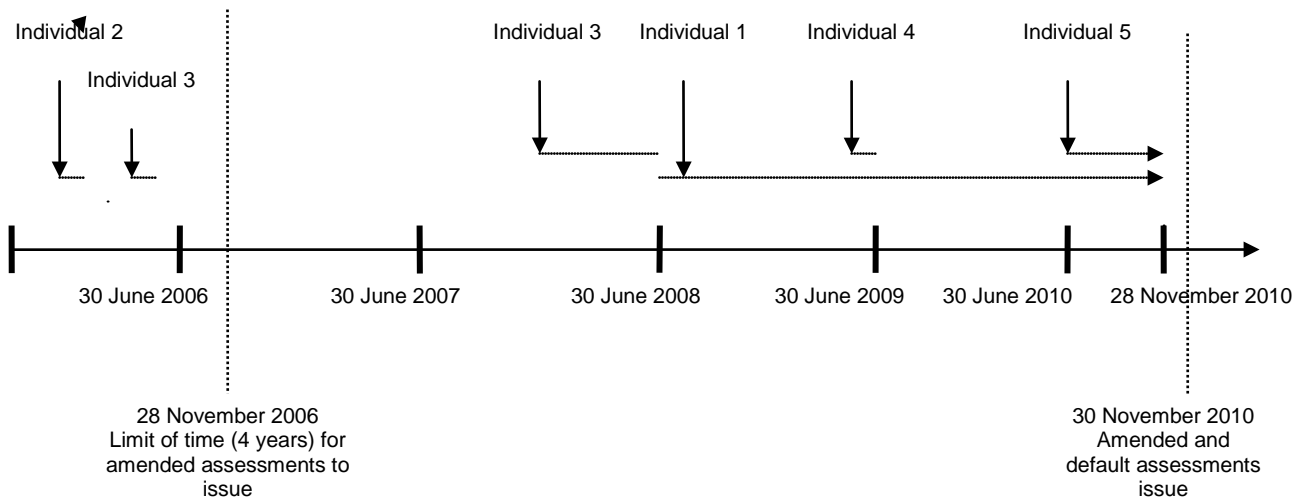 Individual 2
Individual 3
Individual 3
Individual 1
Individual 4
Individual 5
30 June 2006
30 June 2007
30 June 2008
30 June 2009
30 June 2010
28 November 2010
28 November 2006
Limit of time (4 years) for
amended assessments to
issue
30 November 2010
Amended and
default assessments
issue